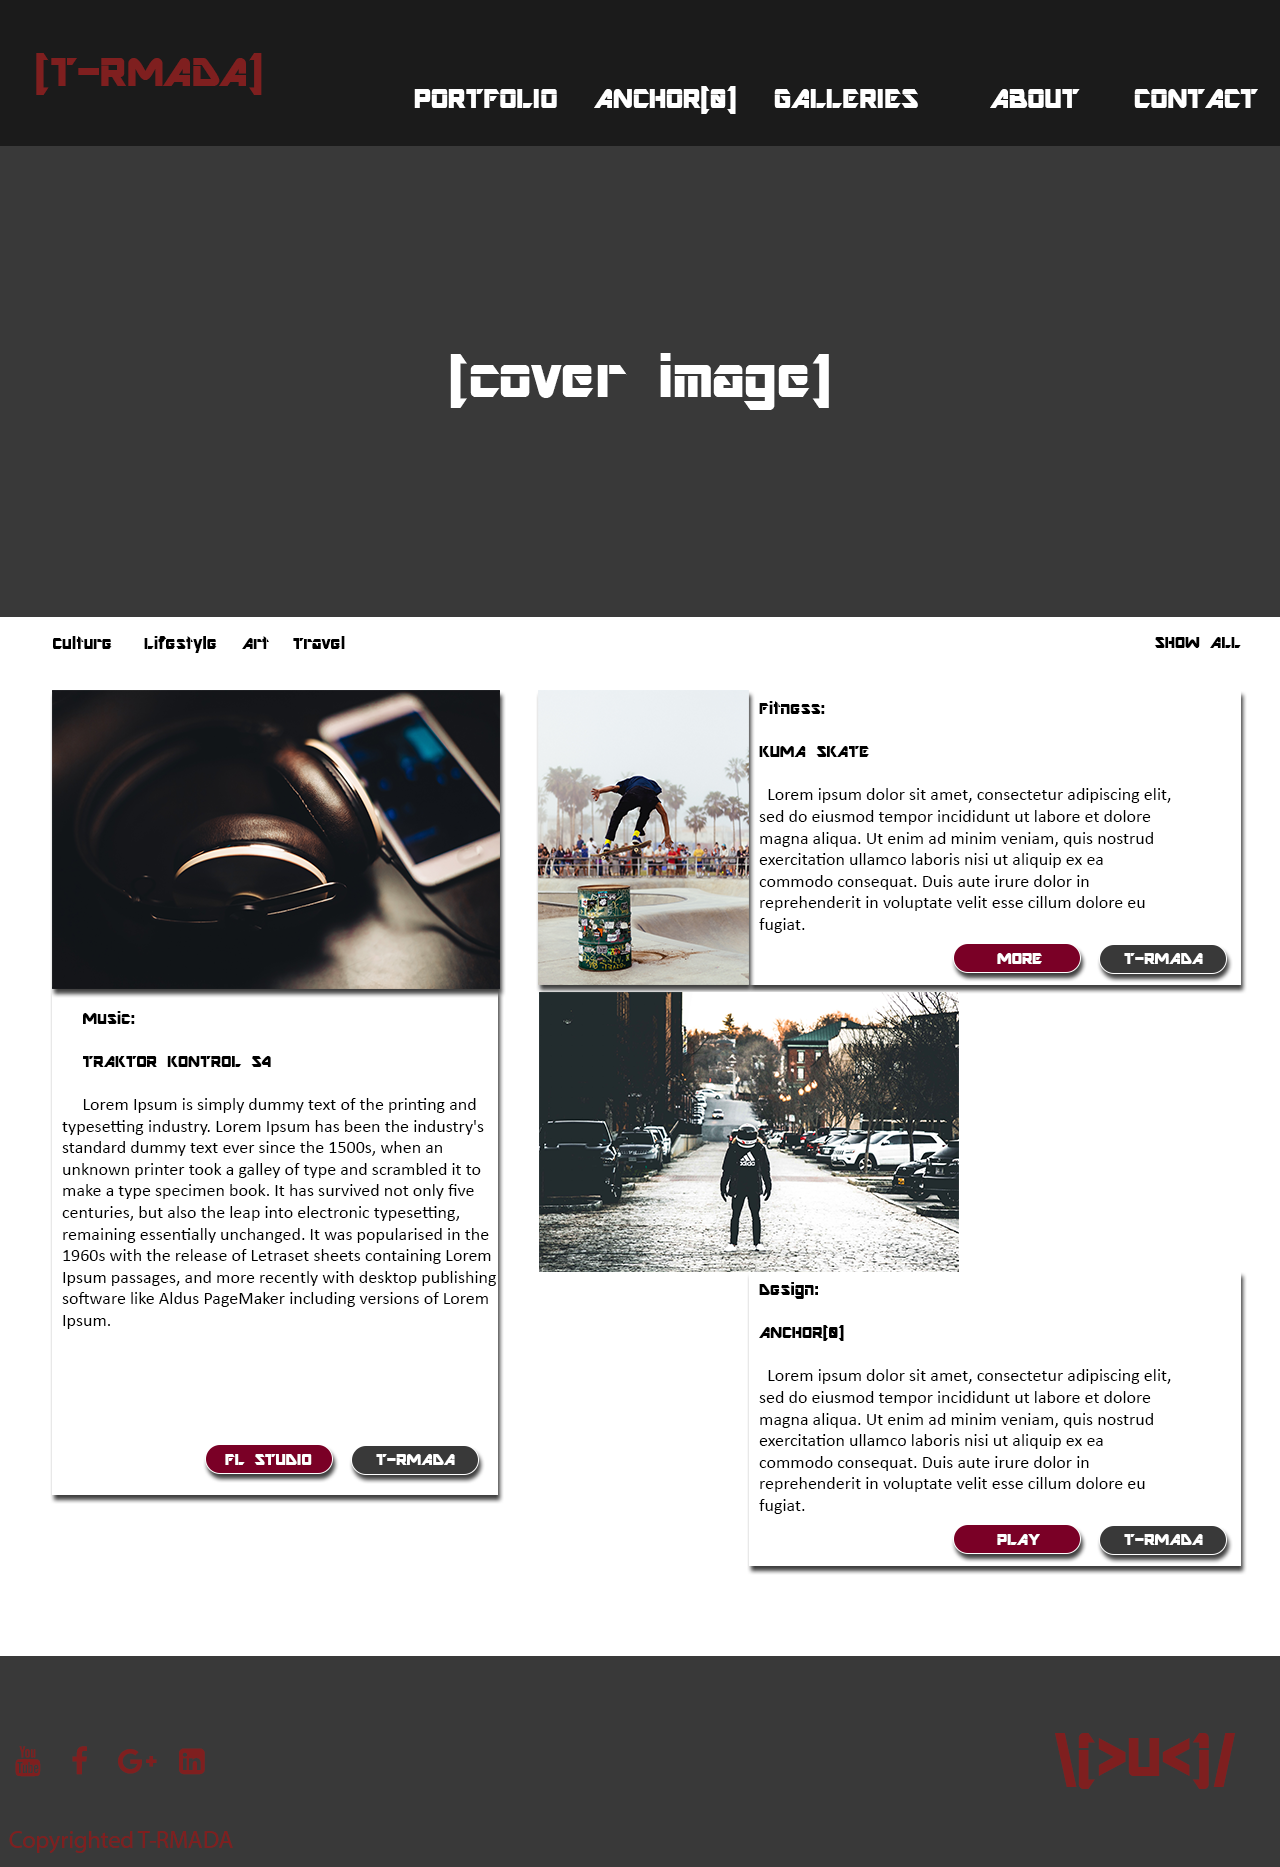 [T-RMADA]
PORTFOLIO ANCHOR[0] GALLERIES ABOUT CONTACT
[cover image]
Culture Lifestyle Art Travel SHOW ALL
Fitness:
KUMA SKATE
Lorem ipsum dolor sit amet, consectetur adipiscing elit,
sed do eiusmod tempor incididunt ut labore et dolore
magna aliqua. Ut enim ad minim veniam, quis nostrud
exercitation ullamco laboris nisi ut aliquip ex ea
commodo consequat. Duis aute irure dolor in
reprehenderit in voluptate velit esse cillum dolore eu
fugiat.
MORE T-RMADA
Music:
TRAKTOR KONTROL S4
Lorem Ipsum is simply dummy text of the printing and
typesetting industry. Lorem Ipsum has been the industry's
standard dummy text ever since the 1500s, when an
unknown printer took a galley of type and scrambled it to
make a type specimen book. It has survived not only five
centuries, but also the leap into electronic typesetting,
remaining essentially unchanged. It was popularised in the
1960s with the release of Letraset sheets containing Lorem
Ipsum passages, and more recently with desktop publishing
software like Aldus PageMaker including versions of Lorem
Ipsum.
FL STUDIO T-RMADA
adidas
Design:
ANCHOR[0]
Lorem ipsum dolor sit amet, consectetur adipiscing elit,
sed do eiusmod tempor incididunt ut labore et dolore
magna aliqua. Ut enim ad minim veniam, quis nostrud
exercitation ullamco laboris nisi ut aliquip ex ea
commodo consequat. Duis aute irure dolor in
reprehenderit in voluptate velit esse cillum dolore eu
fugiat.
PLAY T-RMADA
You Tube f G+ in
\[>U<]/
Copyrighted T-RMADA